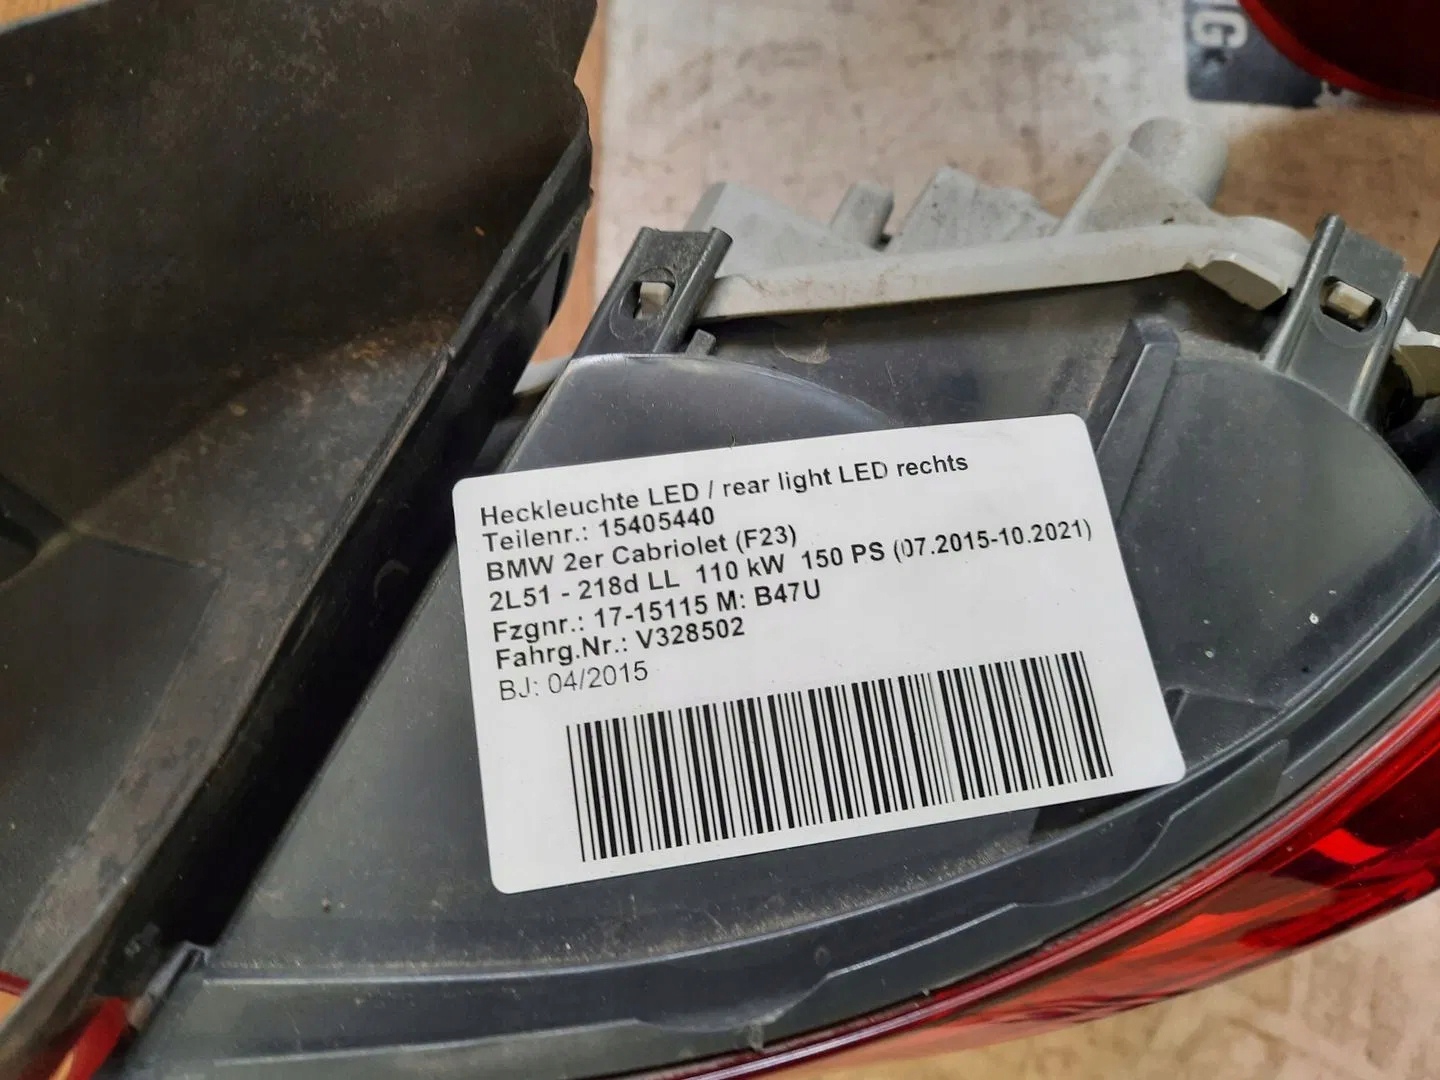 NG
Heckleuchte LED / rear light LED rechts
Teilenr.: 15405440
BMW 2er Cabriolet (F23)
2L51 - 218d LL 110 kW 150 PS (07.2015-10.2021)
Fzgnr.: 17-15115 M: B47U
Fahrg.Nr.: V328502
BJ: 04/2015